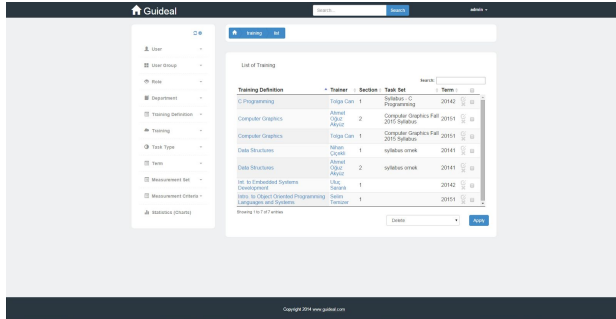 Guideal
Search...
Search
admin
training list
User
User Group
Role
Department
Training Definition
Training
Task Type
Term
Measurement Set
Measurement Criteria
Statistics (Charts)
List of Training
Search:
Training Definition Trainer Section Task Set Term
C Programming Tolga Can 1 Syllabus - C Programming 20142
Computer Graphics Ahmet Oğuz Akyüz 2 Computer Graphics Fall 2015 Syllabus 20151
Computer Graphics Tolga Can 1 Computer Graphics Fall 2015 Syllabus 20151
Data Structures Nihan Çiçekli 1 syllabus ornek 20141
Data Structures Ahmet Oğuz Akyüz 2 syllabus ornek 20141
Int. to Embedded Systems Development Uluç Saranlı 1 20142
Intro. to Object Oriented Programming Languages and Systems Selim Temizer 1 20151
Showing 1 to 7 of 7 entries
Delete
Apply
Copyright 2014 www.guideal.com